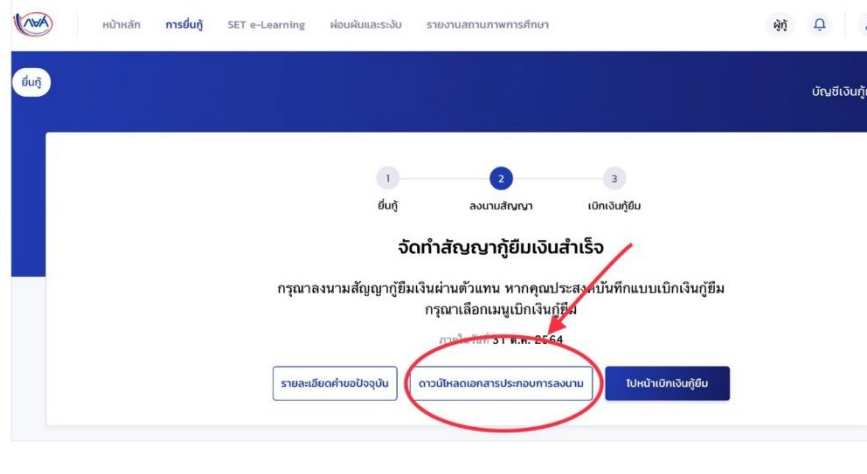 กยศ
หน้าหลัก การยื่นกู้ SET e-Learning ผ่อนผันและระงับ รายงานสถานภาพการศึกษา ผู้กู้
ยื่นกู้
บัญชีเงินกู้
1 2 3
ยื่นกู้ ลงนามสัญญา เบิกเงินกู้ยืม
จัดทำสัญญากู้ยืมเงินสำเร็จ
กรุณาลงนามสัญญากู้ยืมเงินผ่านตัวแทน หากคุณประสงค์บันทึกแบบเบิกเงินกู้ยืม
กรุณาเลือกเมนูเบิกเงินกู้ยืม
ภายในวันที่ 31 ต.ค. 2564
รายละเอียดคำขอปัจจุบัน ดาวน์โหลดเอกสารประกอบการลงนาม ไปหน้าเบิกเงินกู้ยืม